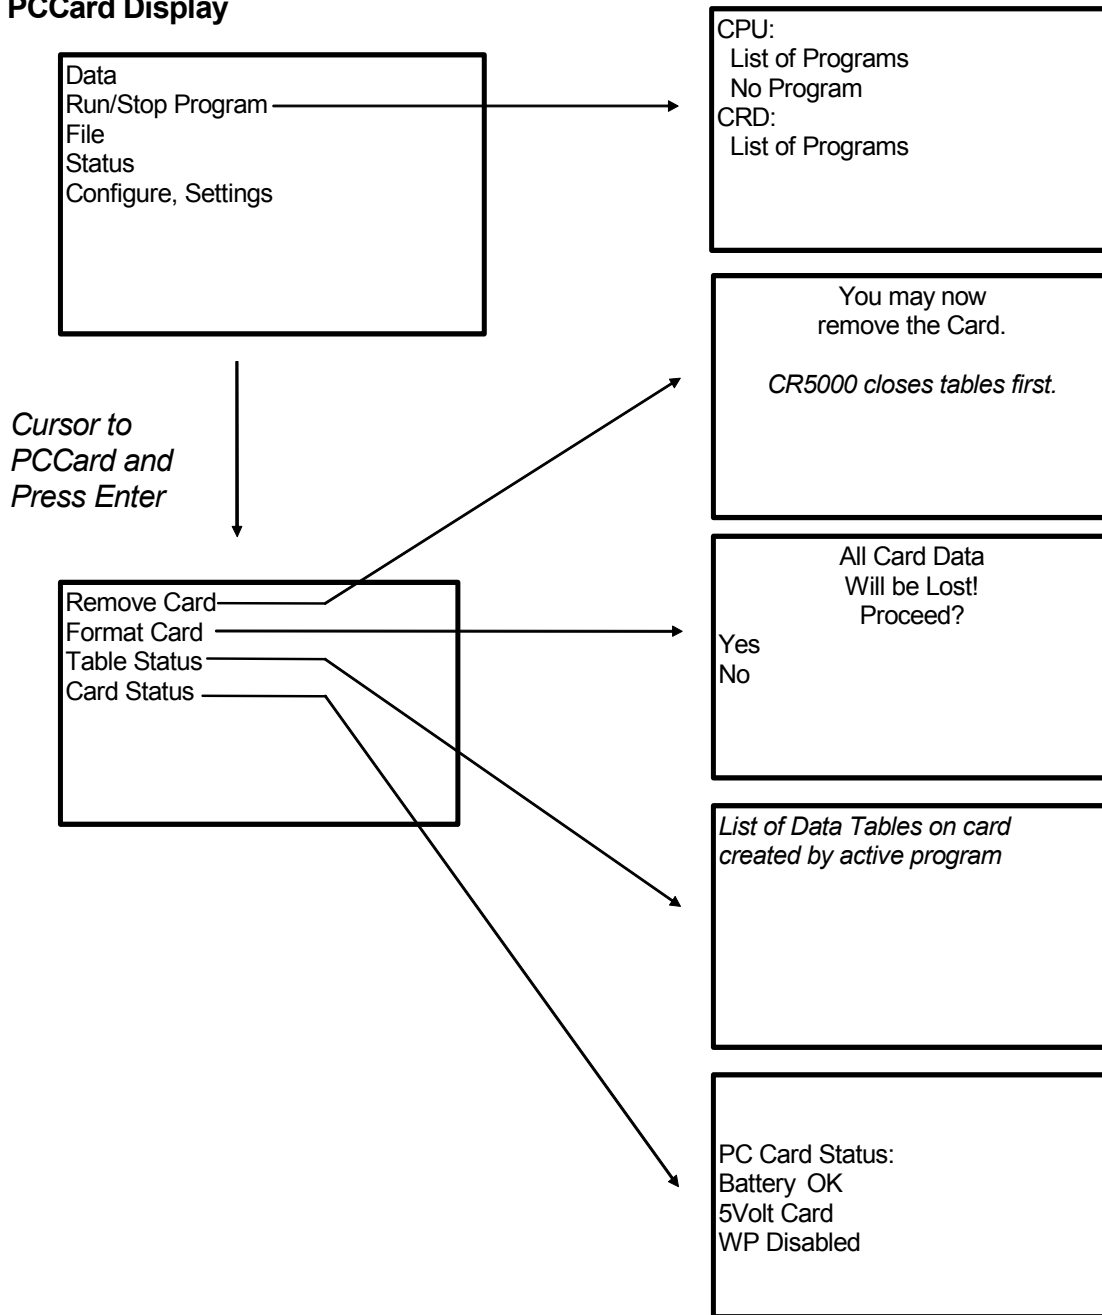 PCCard Display
Data
Run/Stop Program
File
Status
Configure, Settings
CPU:
List of Programs
No Program
CRD:
List of Programs
Cursor to
PCCard and
Press Enter
You may now
remove the Card.
CR5000 closes tables first.
Remove Card
Format Card
Table Status
Card Status
All Card Data
Will be Lost!
Proceed?
Yes
No
List of Data Tables on card
created by active program
PC Card Status:
Battery OK
5Volt Card
WP Disabled